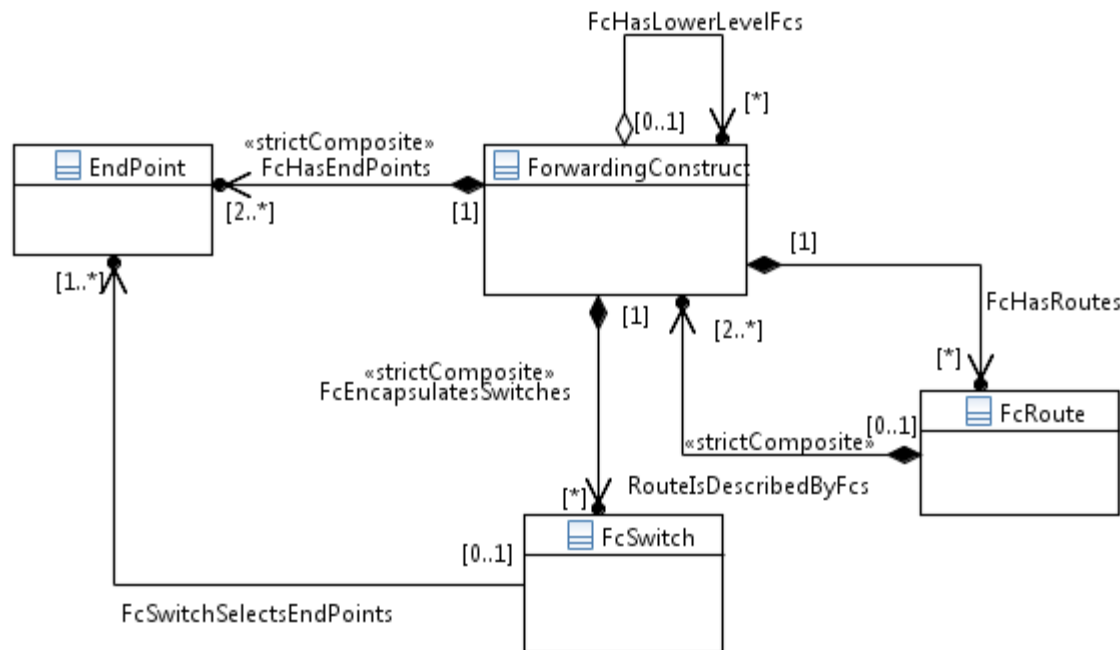 FcHasLowerLevelFcs
[0..1]
[*]
«strictComposite»
FcHasEndPoints
EndPoint
ForwardingConstruct
[2..*]
[1]
[1]
[1..*]
[1]
[2..*]
FcHasRoutes
«strictComposite»
FcEncapsulatesSwitches
[*]
FcRoute
[0..1]
«strictComposite»
RouteIsDescribedByFcs
[*]
FcSwitch
[0..1]
FcSwitchSelectsEndPoints